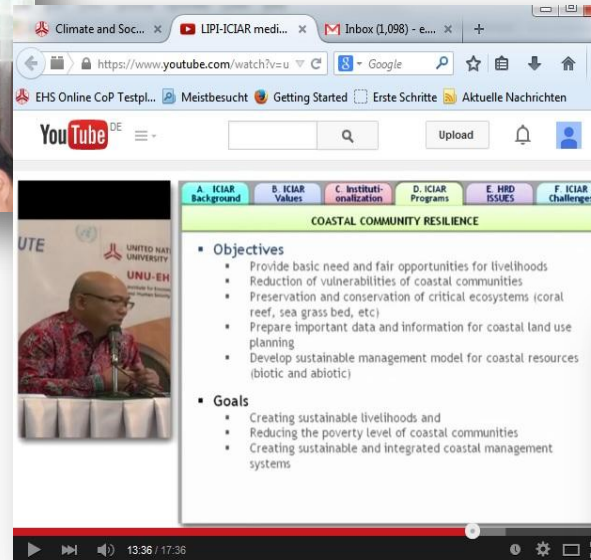 Climate and Soc... × LIPI-ICIAR medi... × Inbox (1,098) - e.... × +
https://www.youtube.com/watch?v=u Google
EHS Online CoP Testpl... Meistbesucht Getting Started Erste Schritte Aktuelle Nachrichten
YouTube DE Upload
A. ICIAR Background B. ICIAR Values C. Instituti-onalization D. ICIAR Programs E. HRD ISSUES F. ICIAR Challenge
COASTAL COMMUNITY RESILIENCE
UTE
UNITED NAT
UNIVERSITY
UNU-EH
▪ Objectives
▪ Provide basic need and fair opportunities for livelihoods
▪ Reduction of vulnerabilities of coastal communities
▪ Preservation and conservation of critical ecosystems (coral
reef, sea grass bed, etc)
▪ Prepare important data and information for coastal land use
planning
▪ Develop sustainable management model for coastal resources
(biotic and abiotic)
▪ Goals
▪ Creating sustainable livelihoods and
▪ Reducing the poverty level of coastal communities
▪ Creating sustainable and integrated coastal management
systems
13:36 / 17:36